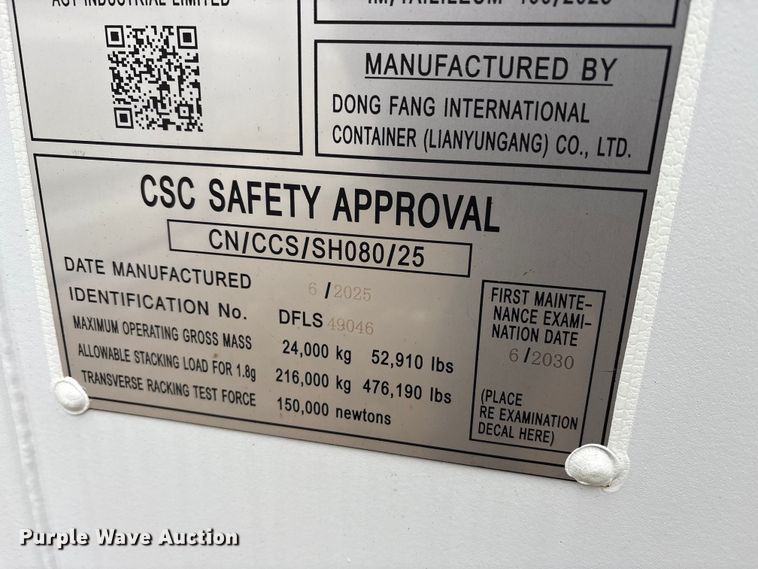 INDUSTRIAL LIMITED
MANUFACTURED BY
DONG FANG INTERNATIONAL
CONTAINER (LIANYUNGANG) CO., LTD.
CSC SAFETY APPROVAL
CN/CCS/SH080/25
DATE MANUFACTURED 6/2025
IDENTIFICATION No. DFLS 49046
MAXIMUM OPERATING GROSS MASS 24,000 kg 52,910 lbs
ALLOWABLE STACKING LOAD FOR 1.8g 216,000 kg 476,190 lbs
TRANSVERSE RACKING TEST FORCE 150,000 newtons
FIRST MAINTE-
NANCE EXAMI-
NATION DATE
6/2030
(PLACE
RE EXAMINATION
DECAL HERE)
Purple Wave Auction